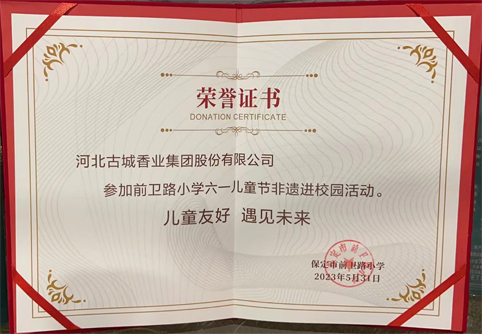 荣誉证书
DONATION CERTIFICATE
河北古城香业集团股份有限公司
参加前卫路小学六一儿童节非遗进校园活动。
儿童友好 遇见未来
保定市前卫路小学
2023年5月31日